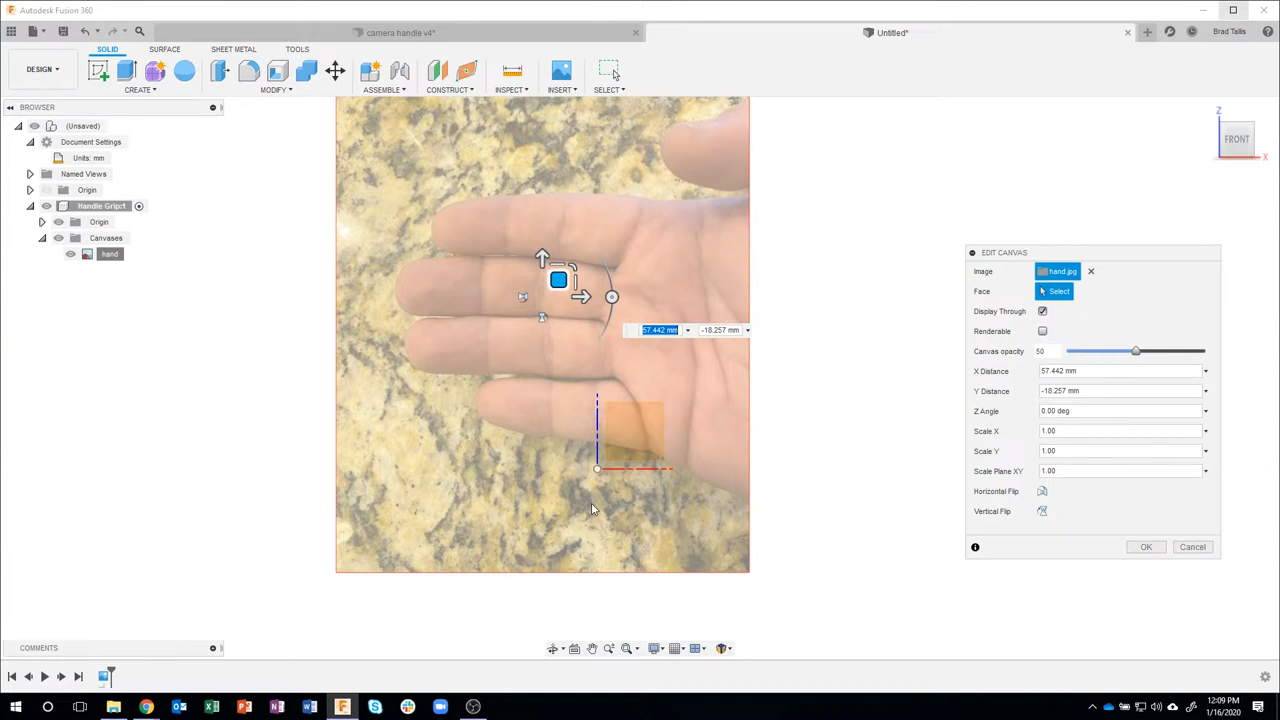 Autodesk Fusion 360
camera handle v4*
Untitled*
Brad Tallis
DESIGN
SOLID
SURFACE
SHEET METAL
TOOLS
CREATE
MODIFY
ASSEMBLE
CONSTRUCT
INSPECT
INSERT
SELECT
BROWSER
(Unsaved)
Document Settings
Units: mm
Named Views
Origin
Handle Grip:1
Origin
Canvases
hand
Z
FRONT
X
57.442 mm
-18.257 mm
EDIT CANVAS
Image
hand.jpg
Face
Select
Display Through
Renderable
Canvas opacity
50
X Distance
57.442 mm
Y Distance
-18.257 mm
Z Angle
0.00 deg
Scale X
1.00
Scale Y
1.00
Scale Plane XY
1.00
Horizontal Flip
Vertical Flip
OK
Cancel
COMMENTS
12:09 PM
1/16/2020